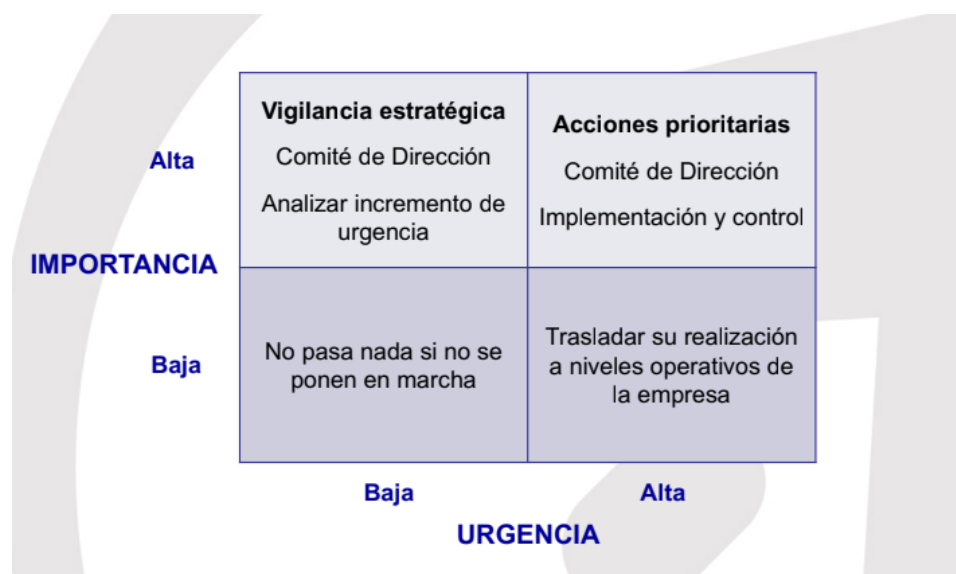 Vigilancia estratégica
Comité de Dirección
Analizar incremento de
urgencia
Acciones prioritarias
Comité de Dirección
Implementación y control
Alta
IMPORTANCIA
Baja
No pasa nada si no se
ponen en marcha
Trasladar su realización
a niveles operativos de
la empresa
Baja
Alta
URGENCIA